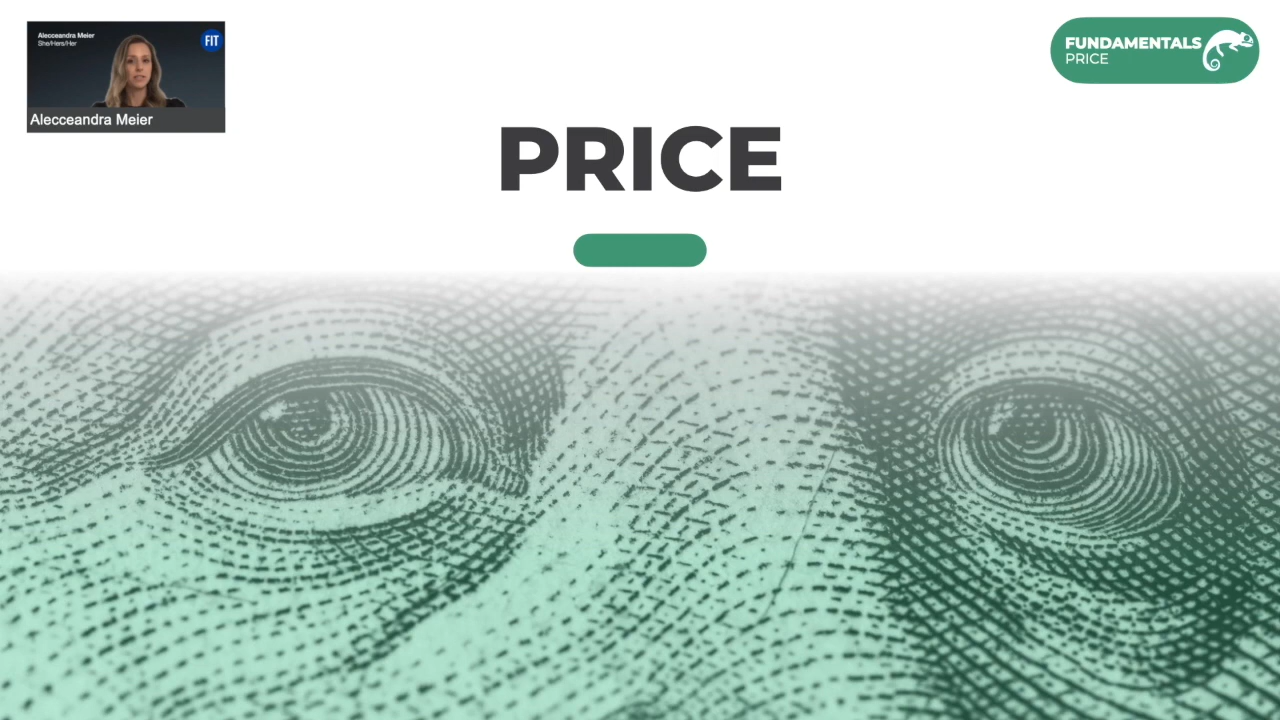 Alecceandra Meier
She/Hers/Her
FIT
Alecceandra Meier
FUNDAMENTALS
PRICE
PRICE